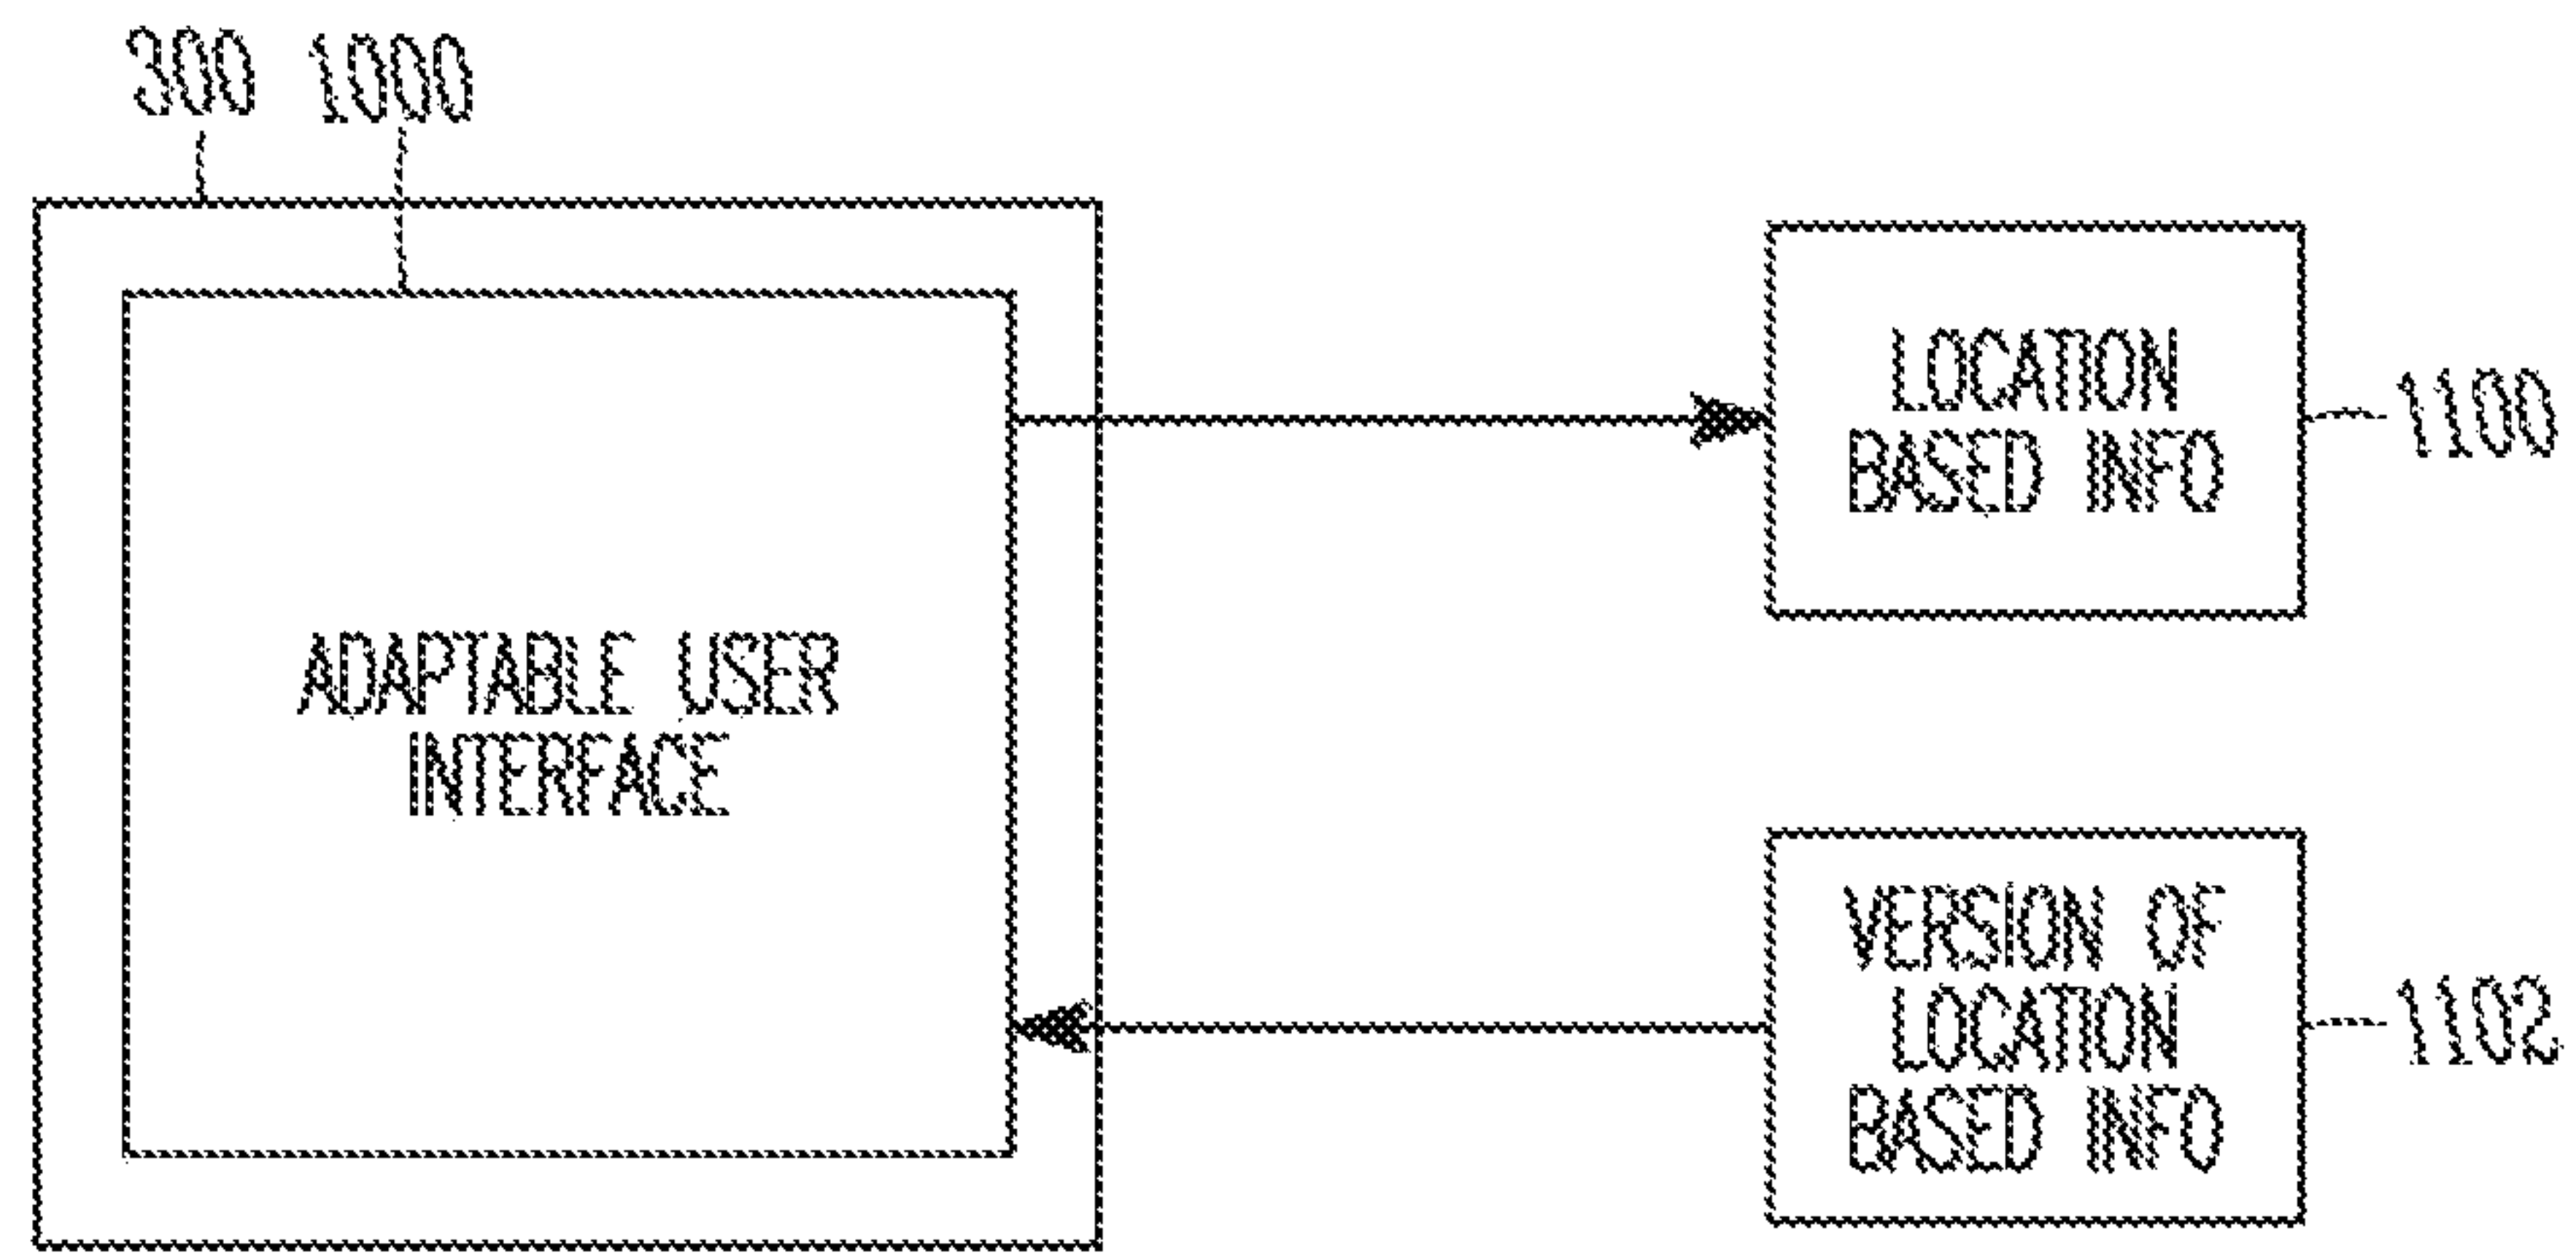 300 1000
LOCATION
BASED INFO
1100
ADAPTABLE USER
INTERFACE
VERSION OF
LOCATION
BASED INFO
1102